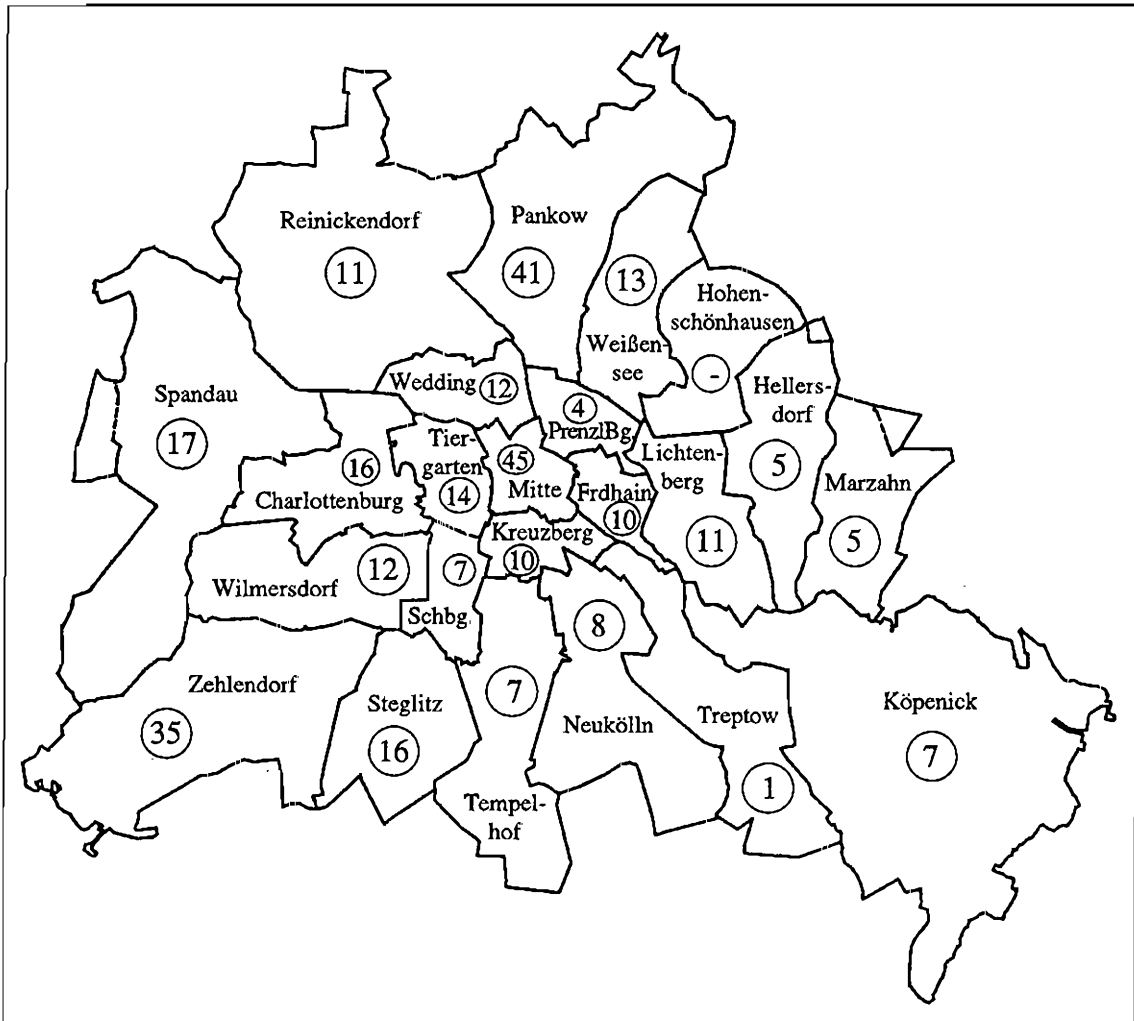 Reinickendorf
11
Pankow
41
13
Weißen-
see
Hohen-
schönhausen
-
Spandau
17
Wedding 12
4
PrenzlBg.
Hellers-
dorf
5
16
Charlottenburg
Tier-
garten
14
45
Mitte
Frdhain
10
Lichten-
berg
11
Marzahn
5
Kreuzberg
10
12
Wilmersdorf
7
Schbg.
8
Neukölln
Zehlendorf
35
Steglitz
16
7
Tempel-
hof
Treptow
1
Köpenick
7